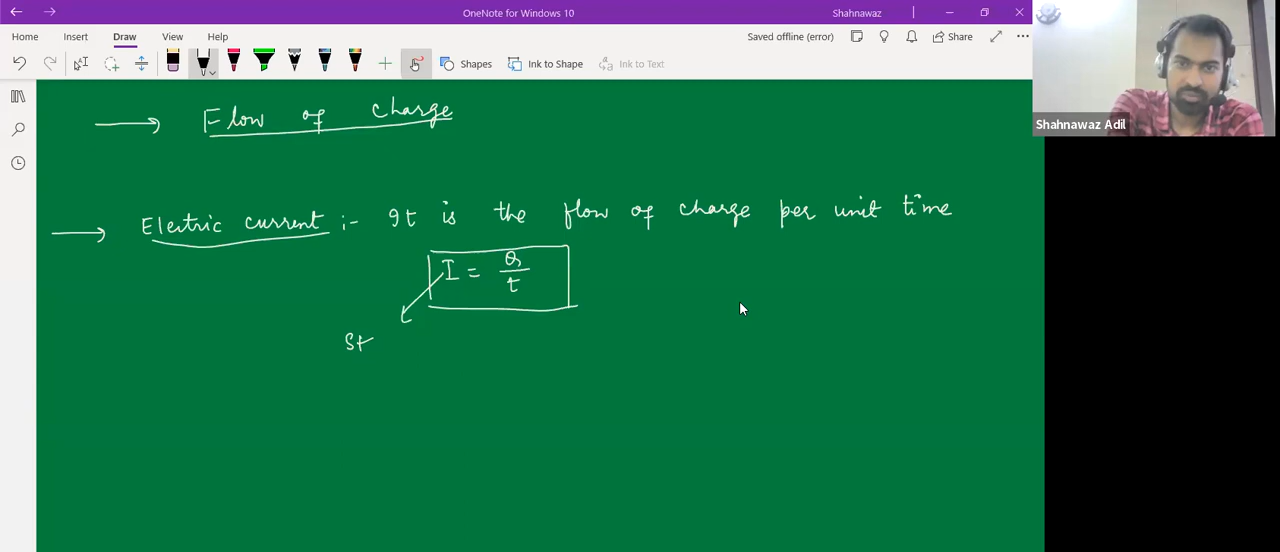 OneNote for Windows 10
Shahnawaz
Home Insert Draw View Help
Saved offline (error)
Share
Shapes
Ink to Shape
Ink to Text
Shahnawaz Adil
Flow of charge
Electric current :- It is the flow of charge per unit time
I = Q/t
St